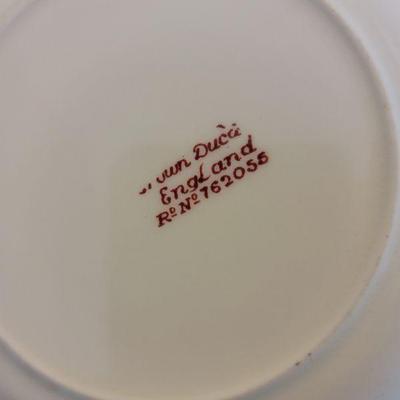 Ducal
England
Rᵈ Nº 762055